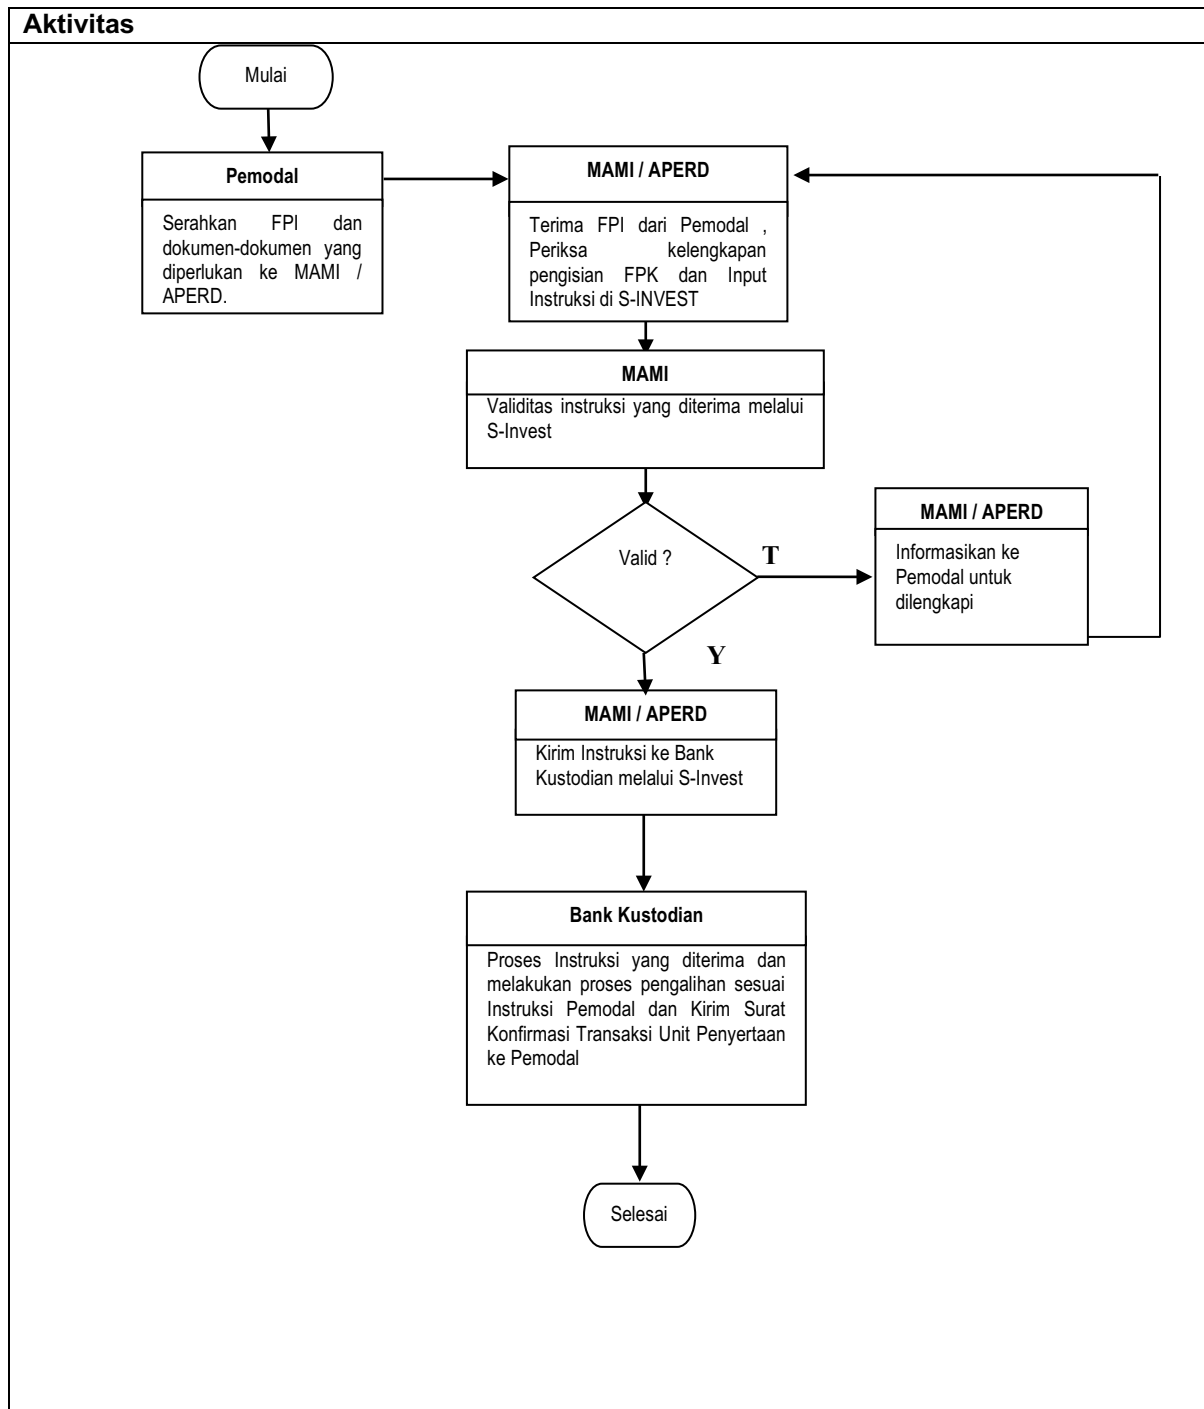 Aktivitas
Mulai
Pemodal
Serahkan FPI dan
dokumen-dokumen yang
diperlukan ke MAMI /
APERD.
MAMI / APERD
Terima FPI dari Pemodal ,
Periksa kelengkapan
pengisian FPK dan Input
Instruksi di S-INVEST
MAMI
Validitas instruksi yang diterima melalui
S-Invest
Valid ?
T
MAMI / APERD
Informasikan ke
Pemodal untuk
dilengkapi
Y
MAMI / APERD
Kirim Instruksi ke Bank
Kustodian melalui S-Invest
Bank Kustodian
Proses Instruksi yang diterima dan
melakukan proses pengalihan sesuai
Instruksi Pemodal dan Kirim Surat
Konfirmasi Transaksi Unit Penyertaan
ke Pemodal
Selesai